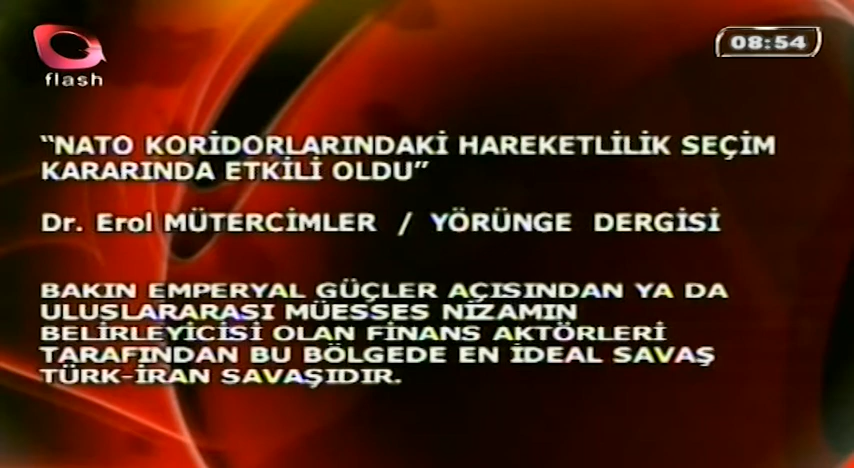 flash
08:54
“NATO KORİDORLARINDAKİ HAREKETLİLİK SEÇİM
KARARINDA ETKİLİ OLDU”
Dr. Erol MÜTERCİMLER / YÖRÜNGE DERGİSİ
BAKIN EMPERYAL GÜÇLER AÇISINDAN YA DA
ULUSLARARASI MÜESSES NİZAMIN
BELİRLEYİCİSİ OLAN FİNANS AKTÖRLERİ
TARAFINDAN BU BÖLGEDE EN İDEAL SAVAŞ
TÜRK-İRAN SAVAŞIDIR.